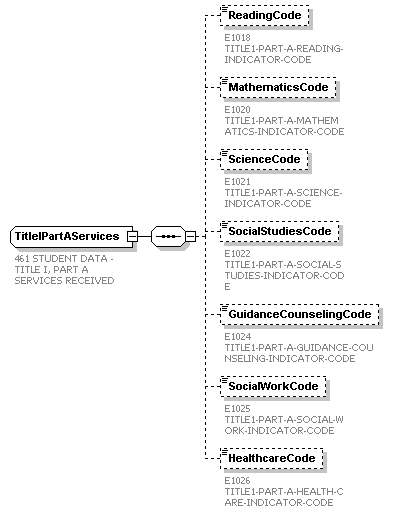 ReadingCode
E1018
TITLE1-PART-A-READING-
INDICATOR-CODE
MathematicsCode
E1020
TITLE1-PART-A-MATHEM
ATICS-INDICATOR-CODE
ScienceCode
E1021
TITLE1-PART-A-SCIENCE-
INDICATOR-CODE
TitleIPartAServices
461 STUDENT DATA -
TITLE I, PART A
SERVICES RECEIVED
SocialStudiesCode
E1022
TITLE1-PART-A-SOCIAL-S
TUDIES-INDICATOR-COD
E
GuidanceCounselingCode
E1024
TITLE1-PART-A-GUIDANCE-COU
NSELING-INDICATOR-CODE
SocialWorkCode
E1025
TITLE1-PART-A-SOCIAL-W
ORK-INDICATOR-CODE
HealthcareCode
E1026
TITLE1-PART-A-HEALTH-C
ARE-INDICATOR-CODE